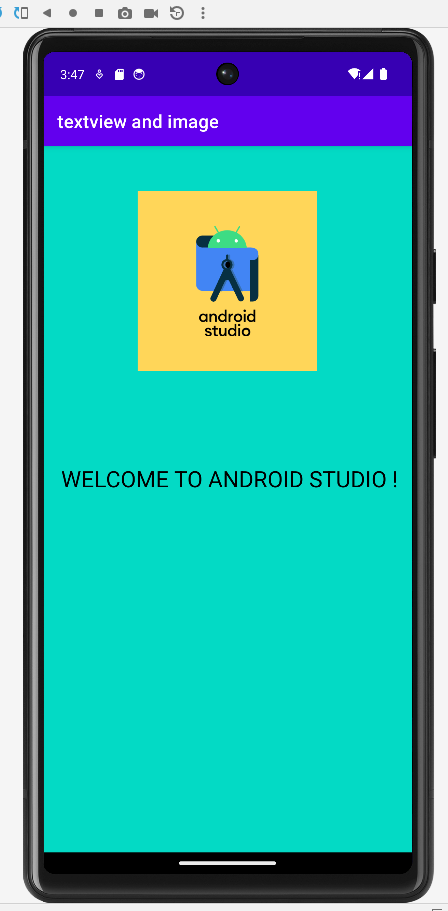 3:47
textview and image
android
studio
WELCOME TO ANDROID STUDIO !